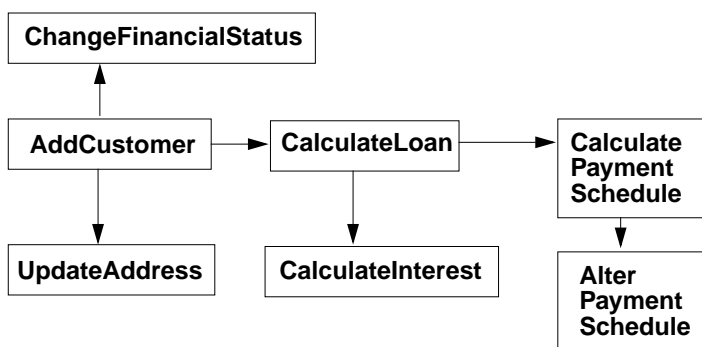 ChangeFinancialStatus
AddCustomer
CalculateLoan
Calculate
Payment
Schedule
UpdateAddress
CalculateInterest
Alter
Payment
Schedule